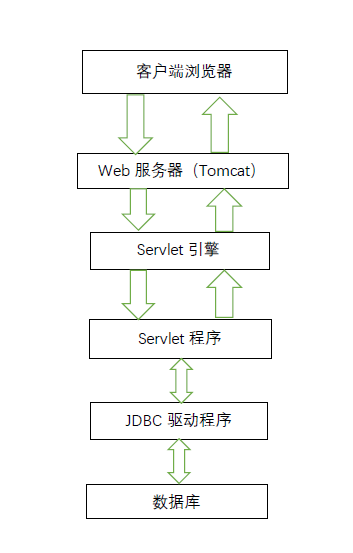 客户端浏览器
Web 服务器（Tomcat）
Servlet 引擎
Servlet 程序
JDBC 驱动程序
数据库